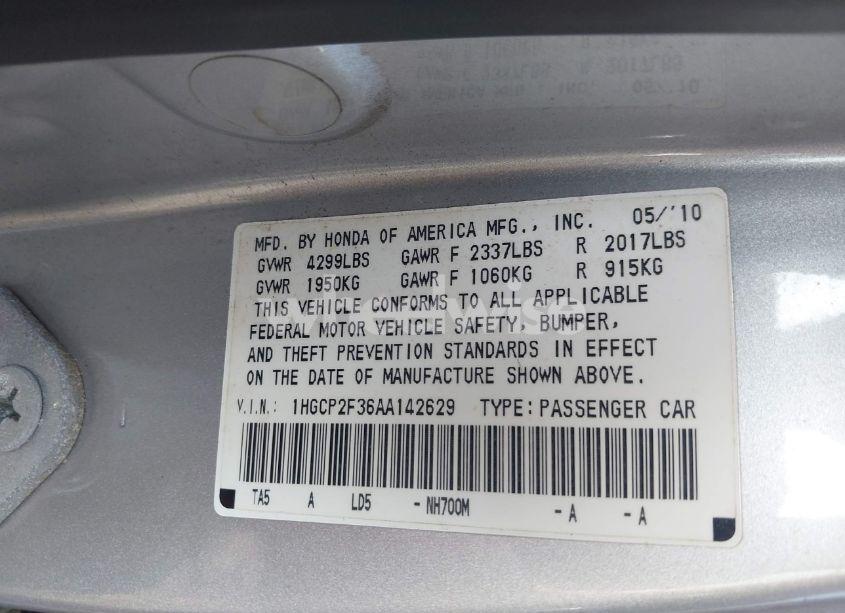 MFD. BY HONDA OF AMERICA MFG., INC. 05/'10
GVWR 4299LBS GAWR F 2337LBS R 2017LBS
GVWR 1950KG GAWR F 1060KG R 915KG
THIS VEHICLE CONFORMS TO ALL APPLICABLE
FEDERAL MOTOR VEHICLE SAFETY, BUMPER,
AND THEFT PREVENTION STANDARDS IN EFFECT
ON THE DATE OF MANUFACTURE SHOWN ABOVE.
V.I.N.: 1HGCP2F36AA142629 TYPE: PASSENGER CAR
TA5 A LD5 - NH700M - A - A